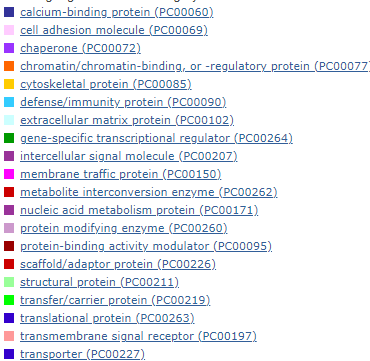 calcium-binding protein (PC00060)
cell adhesion molecule (PC00069)
chaperone (PC00072)
chromatin/chromatin-binding, or -regulatory protein (PC00077)
cytoskeletal protein (PC00085)
defense/immunity protein (PC00090)
extracellular matrix protein (PC00102)
gene-specific transcriptional regulator (PC00264)
intercellular signal molecule (PC00207)
membrane traffic protein (PC00150)
metabolite interconversion enzyme (PC00262)
nucleic acid metabolism protein (PC00171)
protein modifying enzyme (PC00260)
protein-binding activity modulator (PC00095)
scaffold/adaptor protein (PC00226)
structural protein (PC00211)
transfer/carrier protein (PC00219)
translational protein (PC00263)
transmembrane signal receptor (PC00197)
transporter (PC00227)